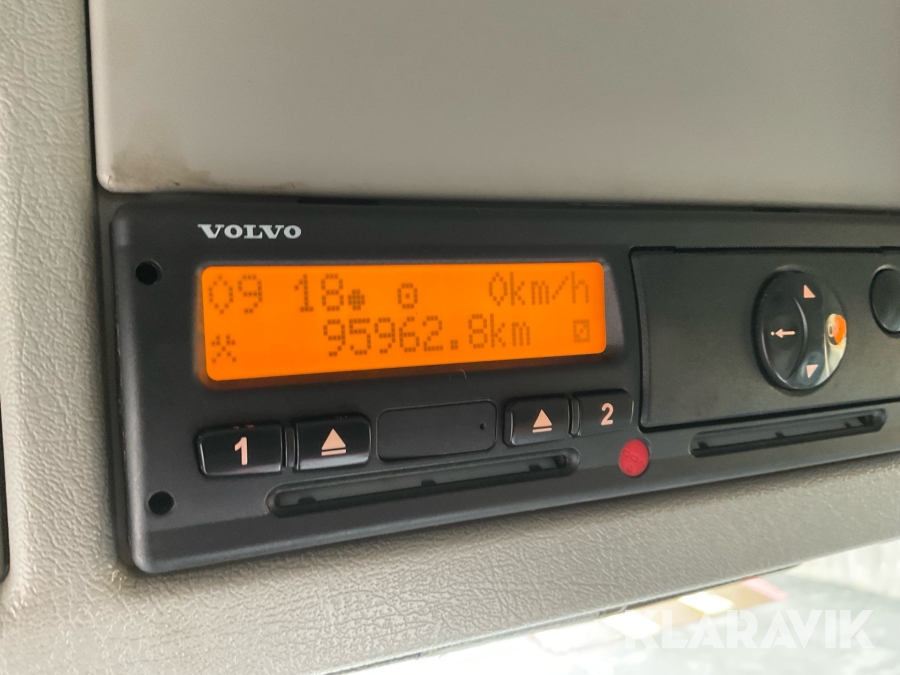 VOLVO
09 18 0km/h
95962.8km
1 2
KLARAVIK